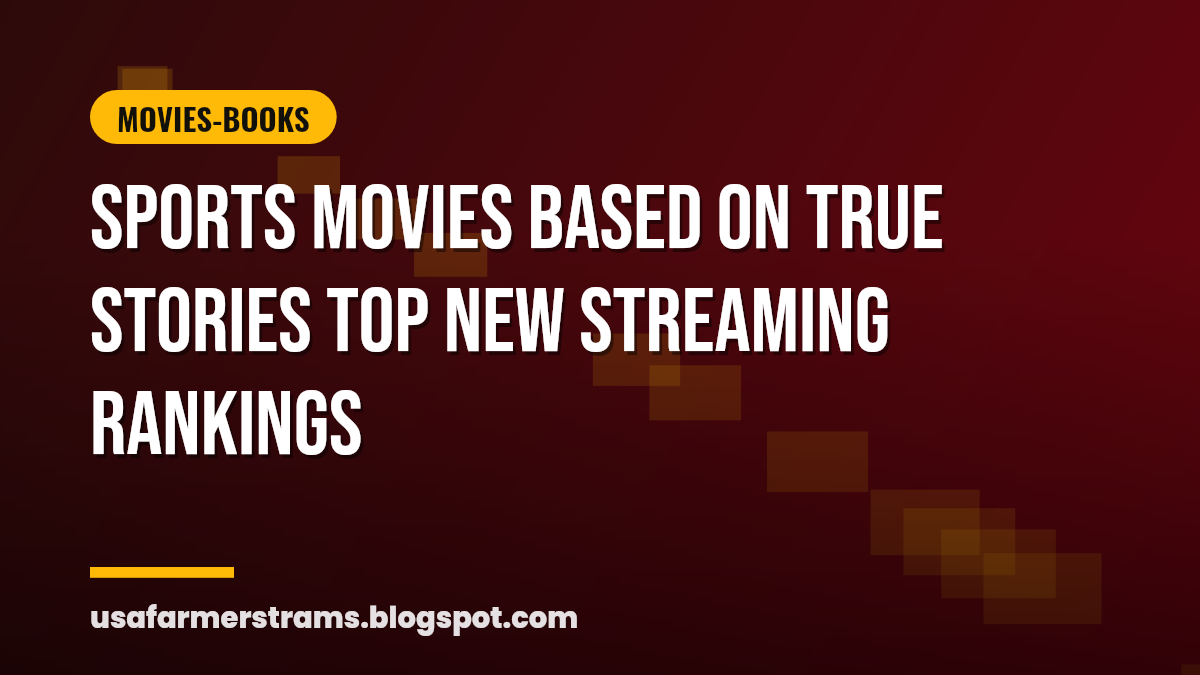 MOVIES-BOOKS
SPORTS MOVIES BASED ON TRUE
STORIES TOP NEW STREAMING
RANKINGS
usafarmerstrams.blogspot.com